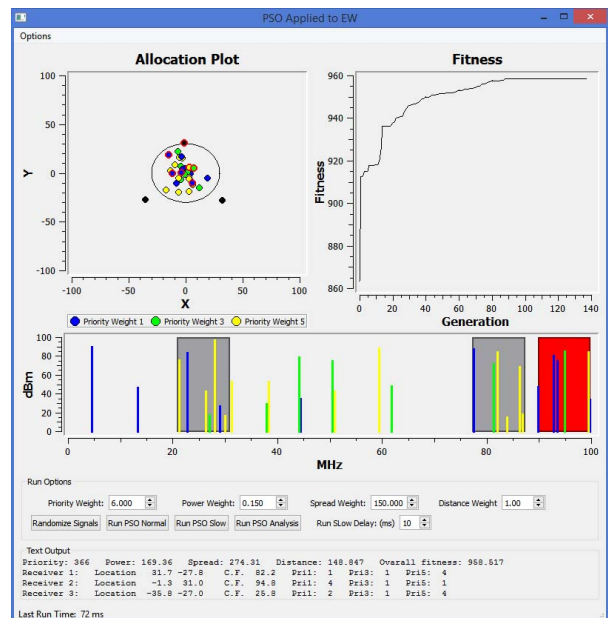 PSO Applied to EW
Options
Allocation Plot
100
50
0
-50
-100
Y
-100 -50 0 50 100
X
Priority Weight 1 Priority Weight 3 Priority Weight 5
Fitness
960
940
920
900
880
860
Fitness
0 20 40 60 80 100 120 140
Generation
100
80
60
40
20
0
dBm
0 20 40 60 80 100
MHz
Run Options
Priority Weight: 6.000 Power Weight: 0.150 Spread Weight: 150.000 Distance Weight 1.00
Randomize Signals Run PSO Normal Run PSO Slow Run PSO Analysis Run SLow Delay: (ms) 10
Text Output
Priority: 366 Power: 169.36 Spread: 274.31 Distance: 148.847 Overall fitness: 958.517
Receiver 1: Location 31.7 -27.8 C.F. 82.2 Pri1: 1 Pri3: 1 Pri5: 4
Receiver 2: Location -1.3 31.0 C.F. 94.8 Pri1: 4 Pri3: 1 Pri5: 1
Receiver 3: Location -35.8 -27.0 C.F. 25.8 Pri1: 2 Pri3: 1 Pri5: 4
Last Run Time: 72 ms